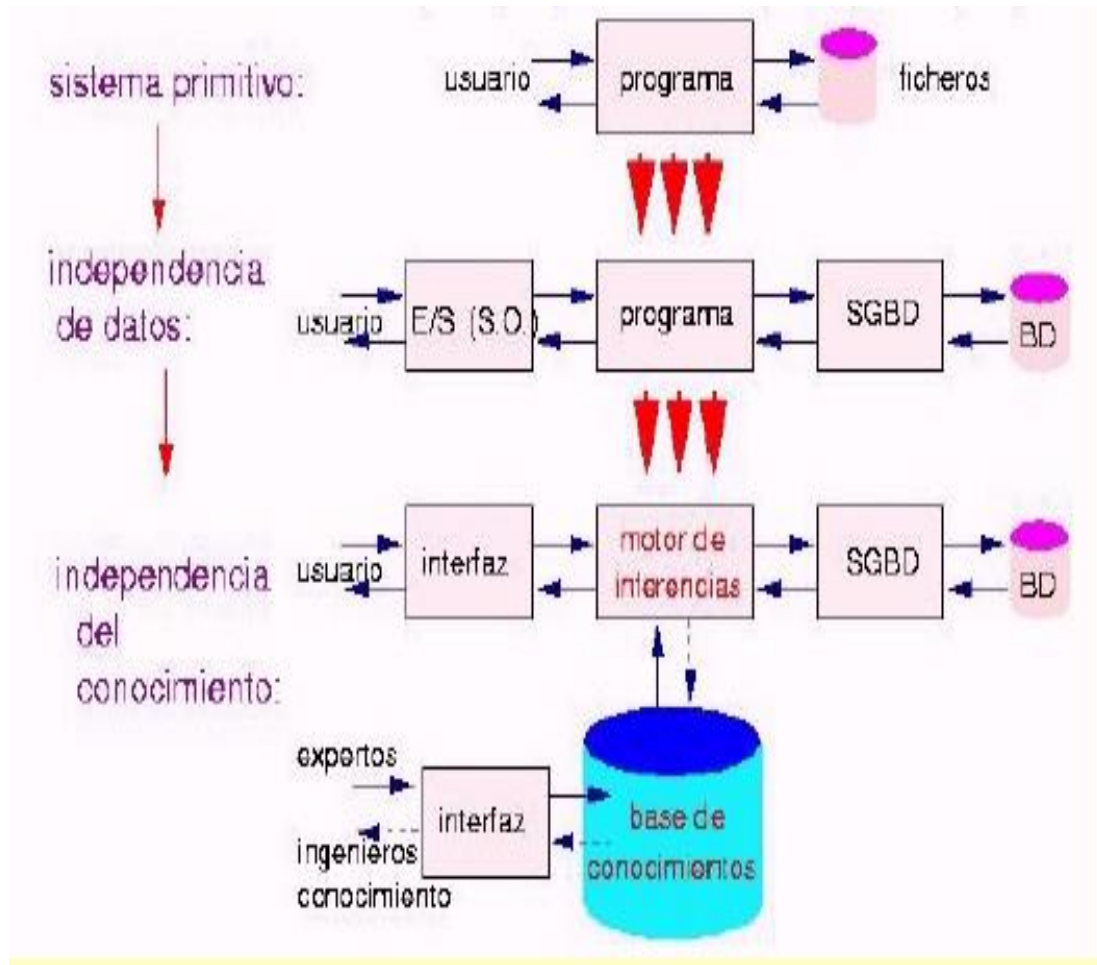 sistema primitivo:
usuario
programa
ficheros
independencia
de datos:
usuario
E/S (S.O.)
programa
SGBD
BD
independencia
del
conocimiento:
usuario
interfaz
motor de
inferencias
SGBD
BD
expertos
ingenieros
conocimiento
interfaz
base de
conocimientos